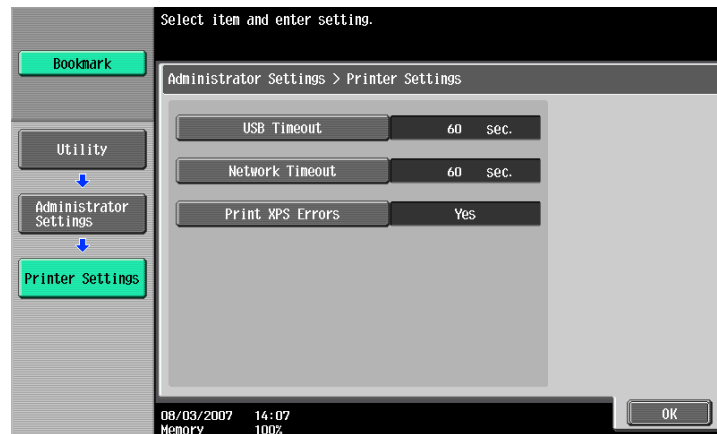 Select item and enter setting.
Bookmark
Administrator Settings > Printer Settings
USB Timeout 60 sec.
Utility
Network Timeout 60 sec.
Administrator
Settings
Print XPS Errors Yes
Printer Settings
08/03/2007 14:07
Memory 100%
OK